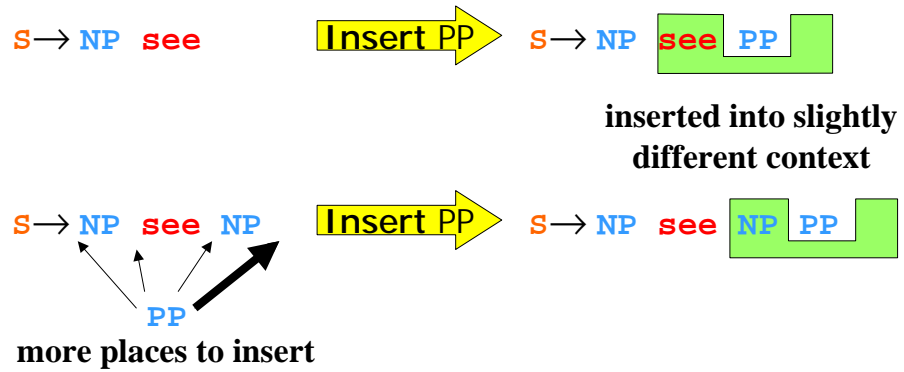 S→ NP see Insert PP S→ NP see PP
inserted into slightly
different context
S→ NP see NP Insert PP S→ NP see NP PP
PP
more places to insert